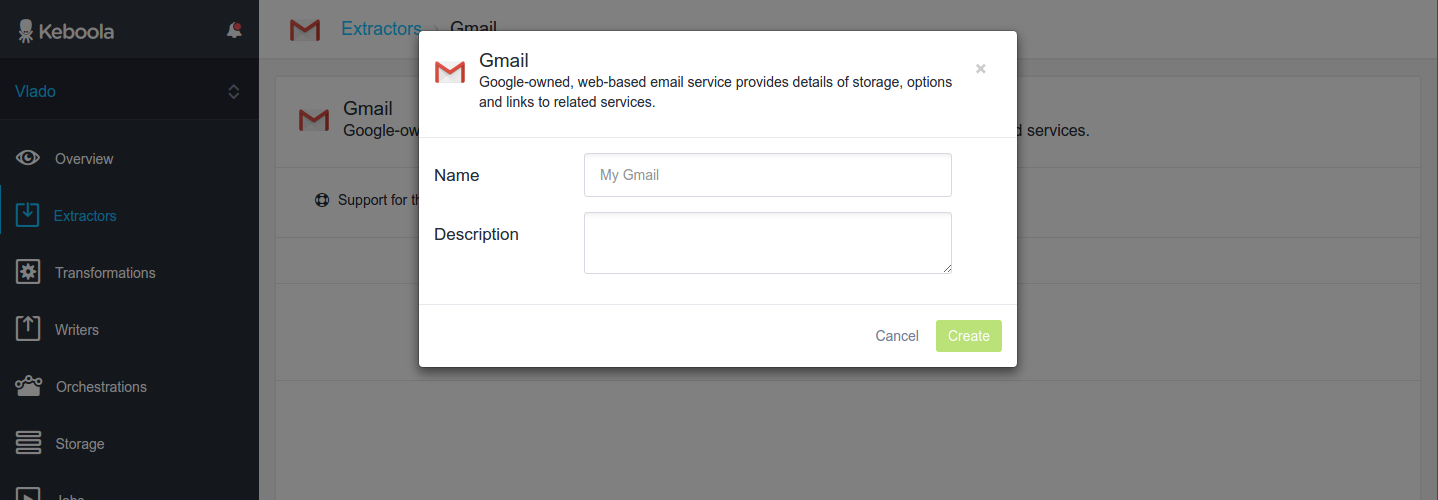 Keboola
Vlado
Overview
Extractors
Transformations
Writers
Orchestrations
Storage
Jobs
Extractors › Gmail
Gmail
Google-ow
d services.
Support for th
Gmail
Google-owned, web-based email service provides details of storage, options
and links to related services.
×
Name
My Gmail
Description
Cancel
Create